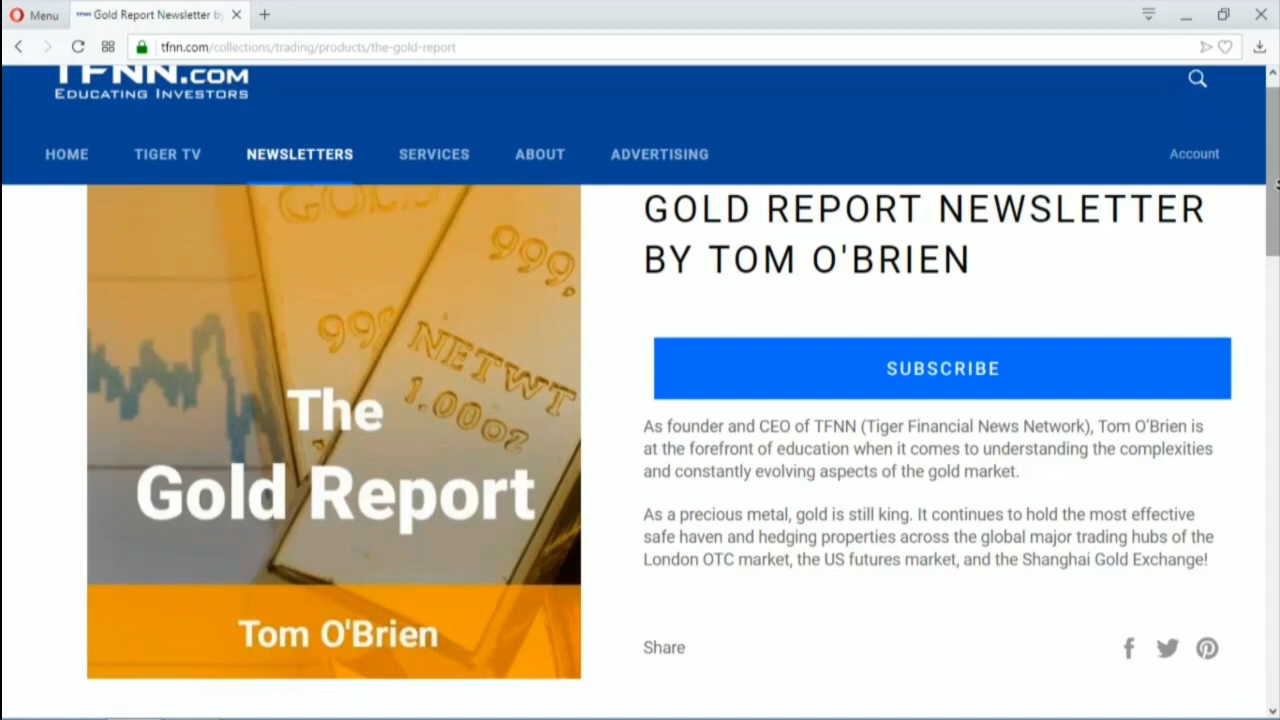 Menu
Gold Report Newsletter b
tfnn.com/collections/trading/products/the-gold-report
TFNN.COM
EDUCATING INVESTORS
HOME TIGER TV NEWSLETTERS SERVICES ABOUT ADVERTISING Account
GOLD
999,
999
NETWT
1.00oz
The
Gold Report
Tom O'Brien
GOLD REPORT NEWSLETTER
BY TOM O'BRIEN
SUBSCRIBE
As founder and CEO of TFNN (Tiger Financial News Network), Tom O'Brien is
at the forefront of education when it comes to understanding the complexities
and constantly evolving aspects of the gold market.
As a precious metal, gold is still king. It continues to hold the most effective
safe haven and hedging properties across the global major trading hubs of the
London OTC market, the US futures market, and the Shanghai Gold Exchange!
Share